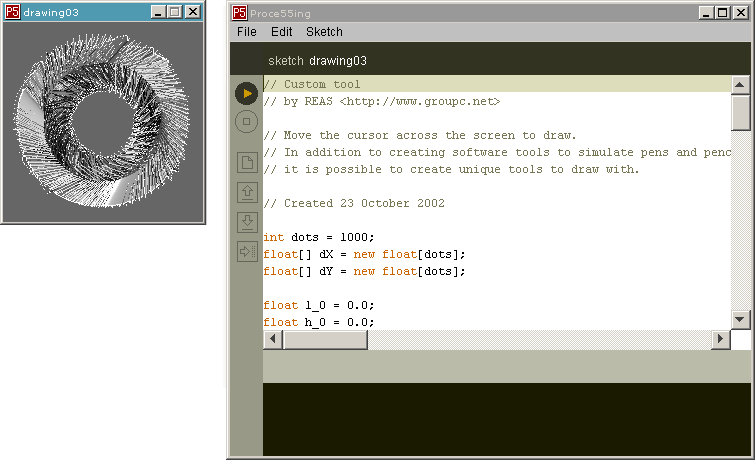 P5 drawing03
P5 Proce55ing
File Edit Sketch
sketch drawing03
// Custom tool
// by REAS <http://www.groupc.net>
// Move the cursor across the screen to draw.
// In addition to creating software tools to simulate pens and penc
// it is possible to create unique tools to draw with.
// Created 23 October 2002
int dots = 1000;
float[] dX = new float[dots];
float[] dY = new float[dots];
float l_0 = 0.0;
float h_0 = 0.0;